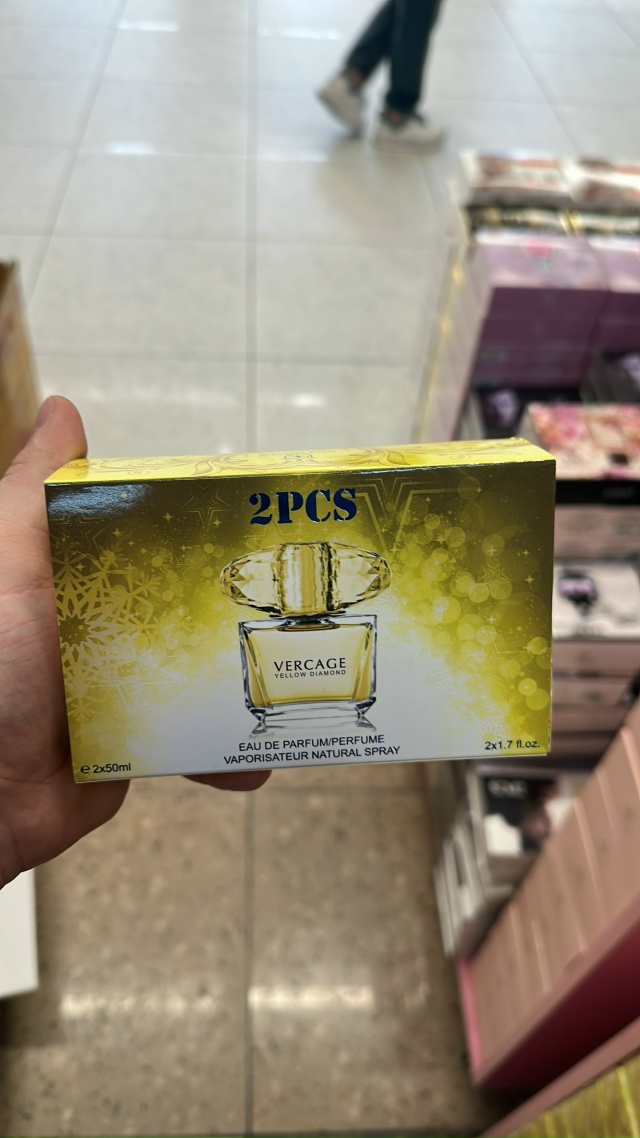 2PCS
VERCAGE
YELLOW DIAMOND
EAU DE PARFUM/PERFUME
VAPORISATEUR NATURAL SPRAY
℮ 2x50ml
2x1.7 fl.oz.